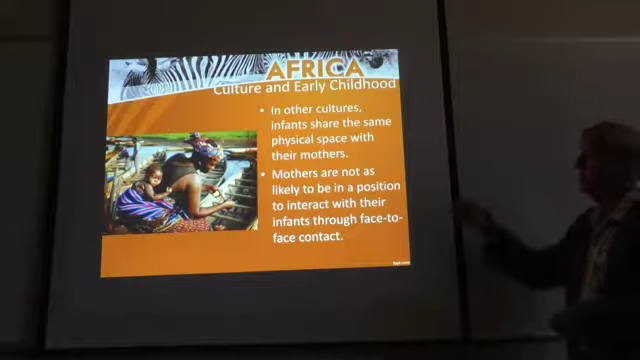 AFRICA
Culture and Early Childhood
• In other cultures,
infants share the same
physical space with
their mothers.
• Mothers are not as
likely to be in a position
to interact with their
infants through face-to-
face contact.